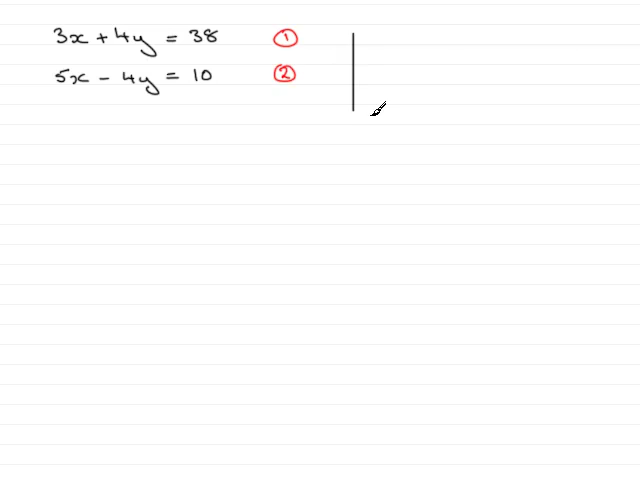 3x + 4y = 38 ①
5x - 4y = 10 ②